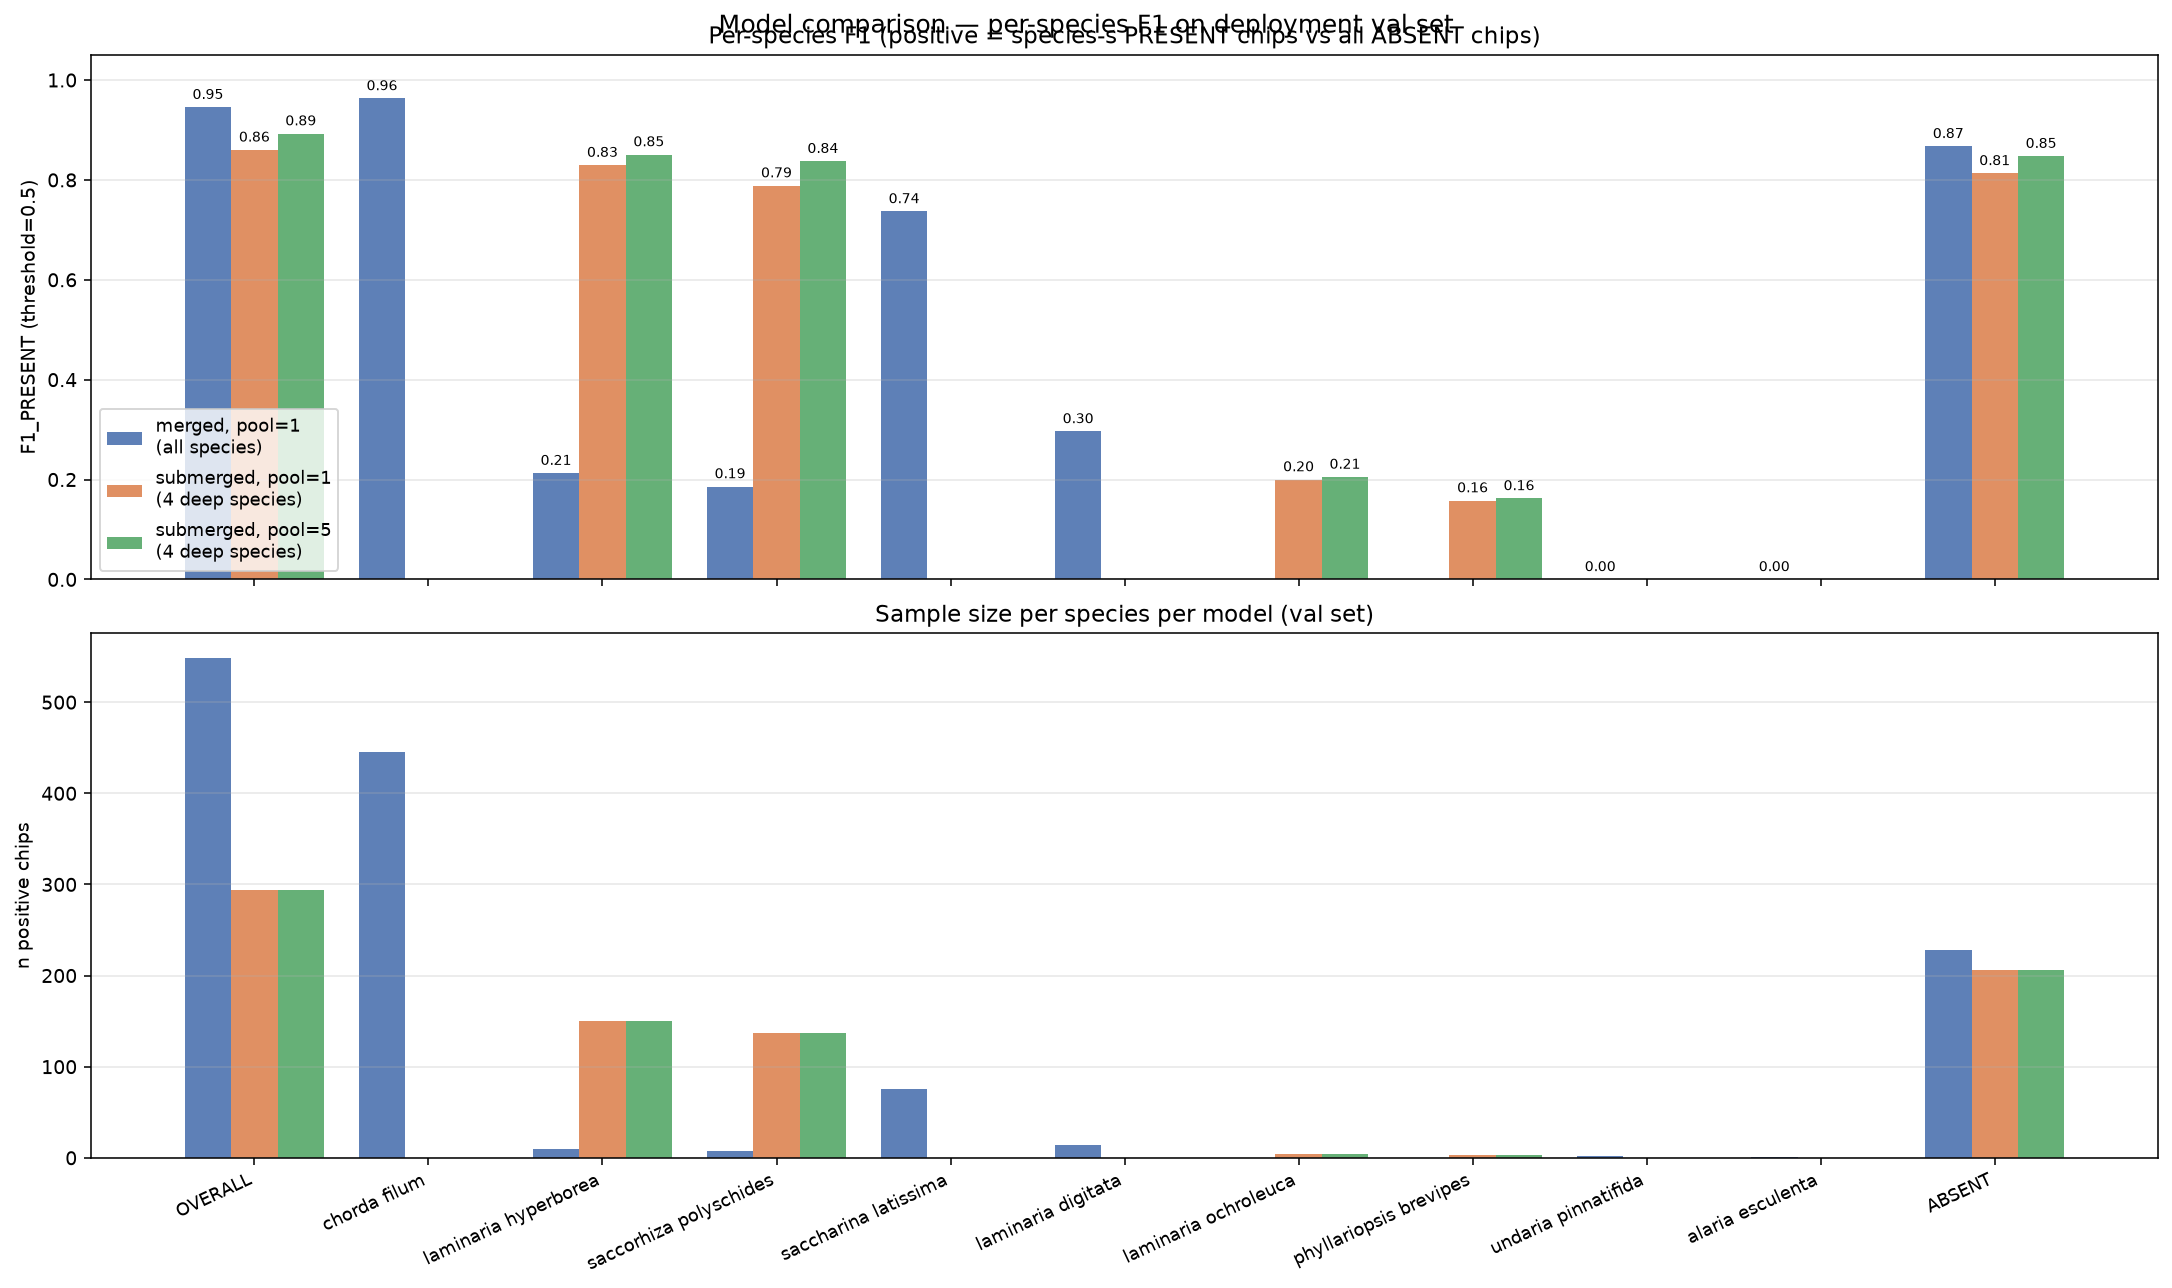 Model comparison — per-species F1 on deployment val set
Per-species F1 (positive = species-s PRESENT chips vs all ABSENT chips)
F1_PRESENT (threshold=0.5)
1.0
0.8
0.6
0.4
0.2
0.0
0.95
0.86
0.89
0.96
0.21
0.83
0.85
0.19
0.79
0.84
0.74
0.30
0.20
0.21
0.16
0.16
0.00
0.00
0.87
0.81
0.85
merged, pool=1
(all species)
submerged, pool=1
(4 deep species)
submerged, pool=5
(4 deep species)
Sample size per species per model (val set)
n positive chips
500
400
300
200
100
0
OVERALL
chorda filum
laminaria hyperborea
saccorhiza polyschides
saccharina latissima
laminaria digitata
laminaria ochroleuca
phyllariopsis brevipes
undaria pinnatifida
alaria esculenta
ABSENT